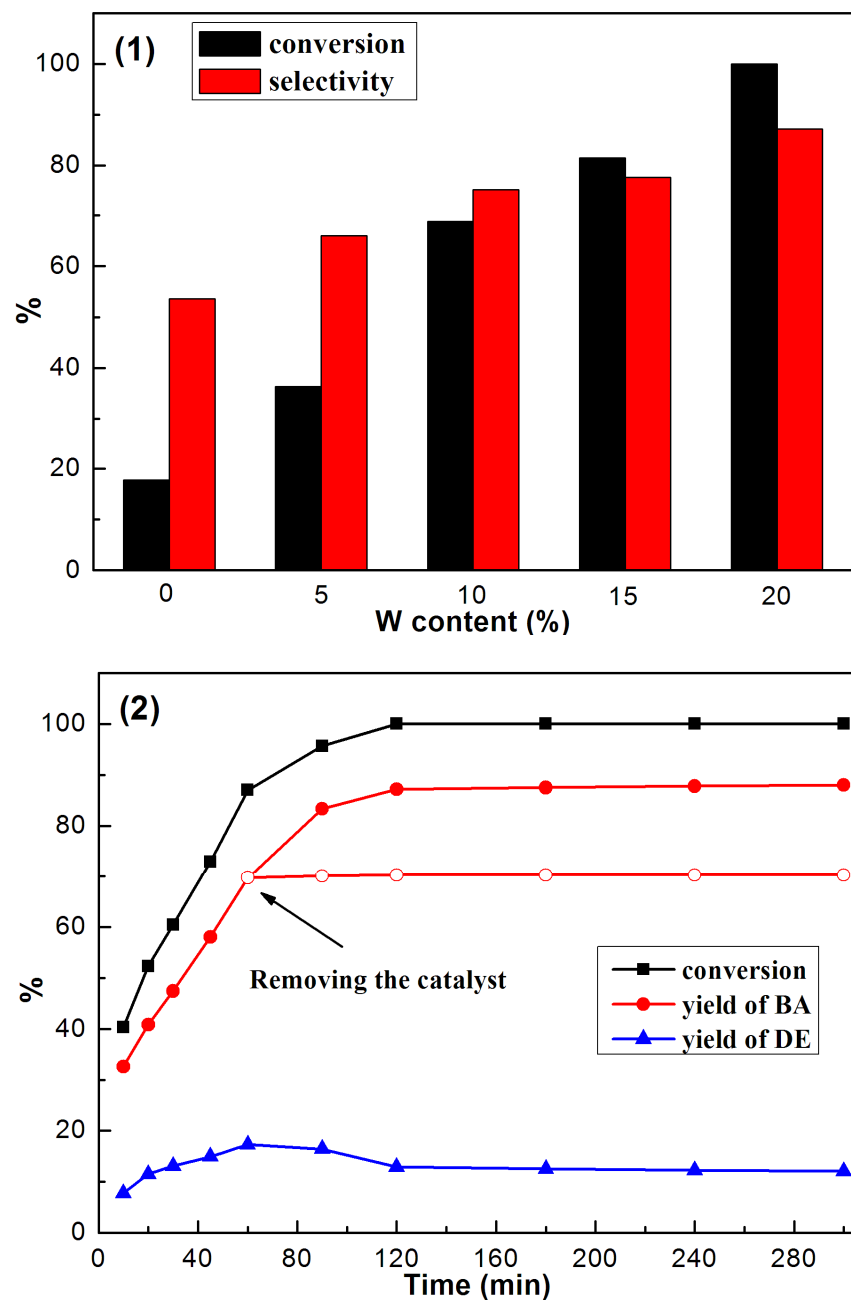 (1)
conversion
selectivity
100
80
60
40
20
0
%
0 5 10 15 20
W content (%)
(2)
100
80
60
40
20
0
%
Removing the catalyst
conversion
yield of BA
yield of DE
0 40 80 120 160 200 240 280
Time (min)